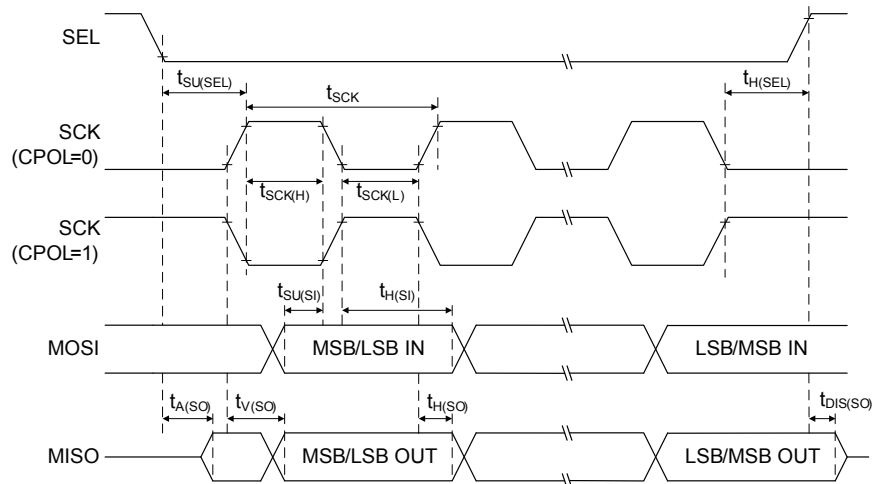 SEL
tSU(SEL)
tSCK
tH(SEL)
SCK
(CPOL=0)
tSCK(H)
tSCK(L)
SCK
(CPOL=1)
tSU(SI)
tH(SI)
MOSI
MSB/LSB IN
LSB/MSB IN
tA(SO)
tV(SO)
tH(SO)
tDIS(SO)
MISO
MSB/LSB OUT
LSB/MSB OUT